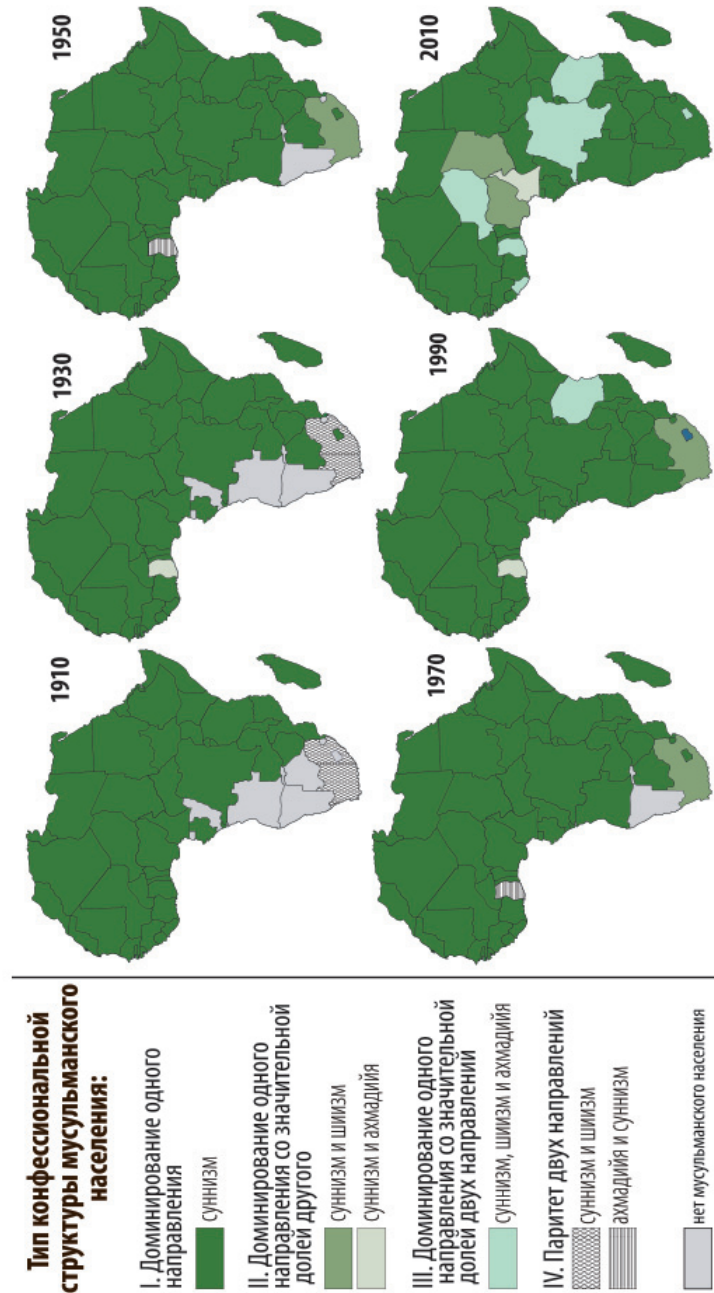 Тип конфессиональной
структуры мусульманского
населения:
I. Доминирование одного
направления
суннизм
II. Доминирование одного
направления со значительной
долей другого
суннизм и шиизм
суннизм и ахмадийя
III. Доминирование одного
направления со значительной
долей двух направлений
суннизм, шиизм и ахмадийя
IV. Паритет двух направлений
суннизм и шиизм
ахмадийя и суннизм
нет мусульманского населения
1910
1930
1950
1970
1990
2010